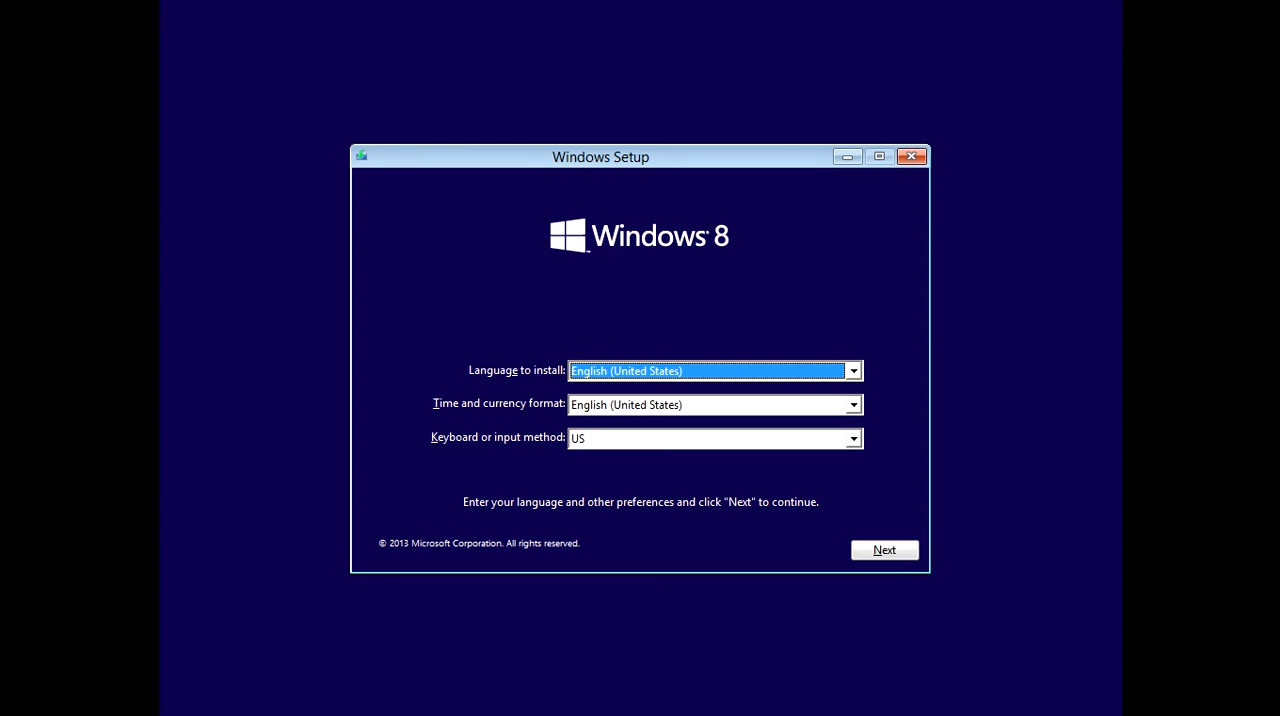 Windows Setup
Windows 8
Language to install: English (United States)
Time and currency format: English (United States)
Keyboard or input method: US
Enter your language and other preferences and click "Next" to continue.
© 2013 Microsoft Corporation. All rights reserved.
Next